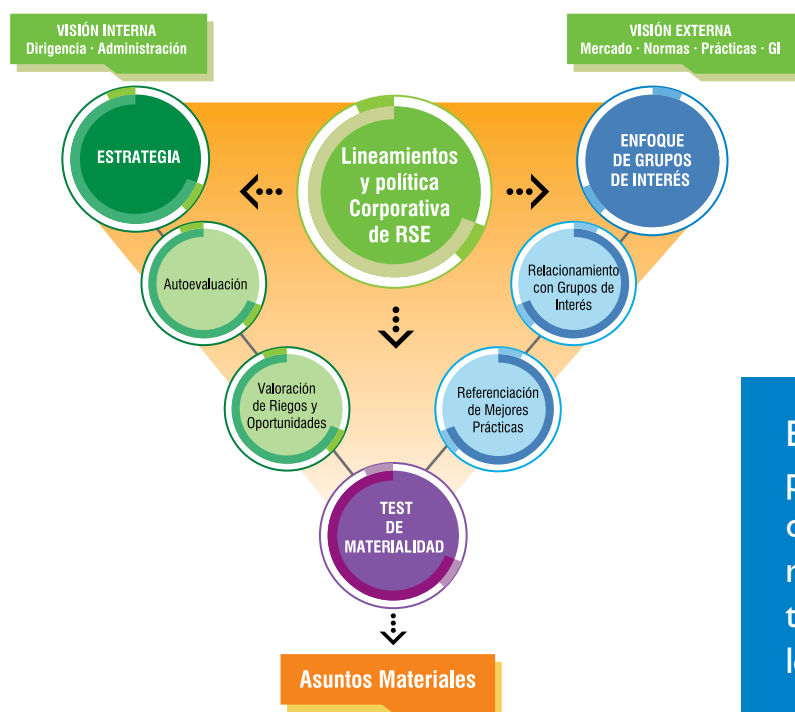 VISIÓN INTERNA
Dirigencia · Administración
VISIÓN EXTERNA
Mercado · Normas · Prácticas · GI
ESTRATEGIA
Lineamientos
y política
Corporativa
de RSE
ENFOQUE
DE GRUPOS
DE INTERÉS
Autoevaluación
Relacionamiento
con Grupos de
Interés
Valoración
de Riegos y
Oportunidades
Referenciación
de Mejores
Prácticas
TEST
DE
MATERIALIDAD
Asuntos Materiales